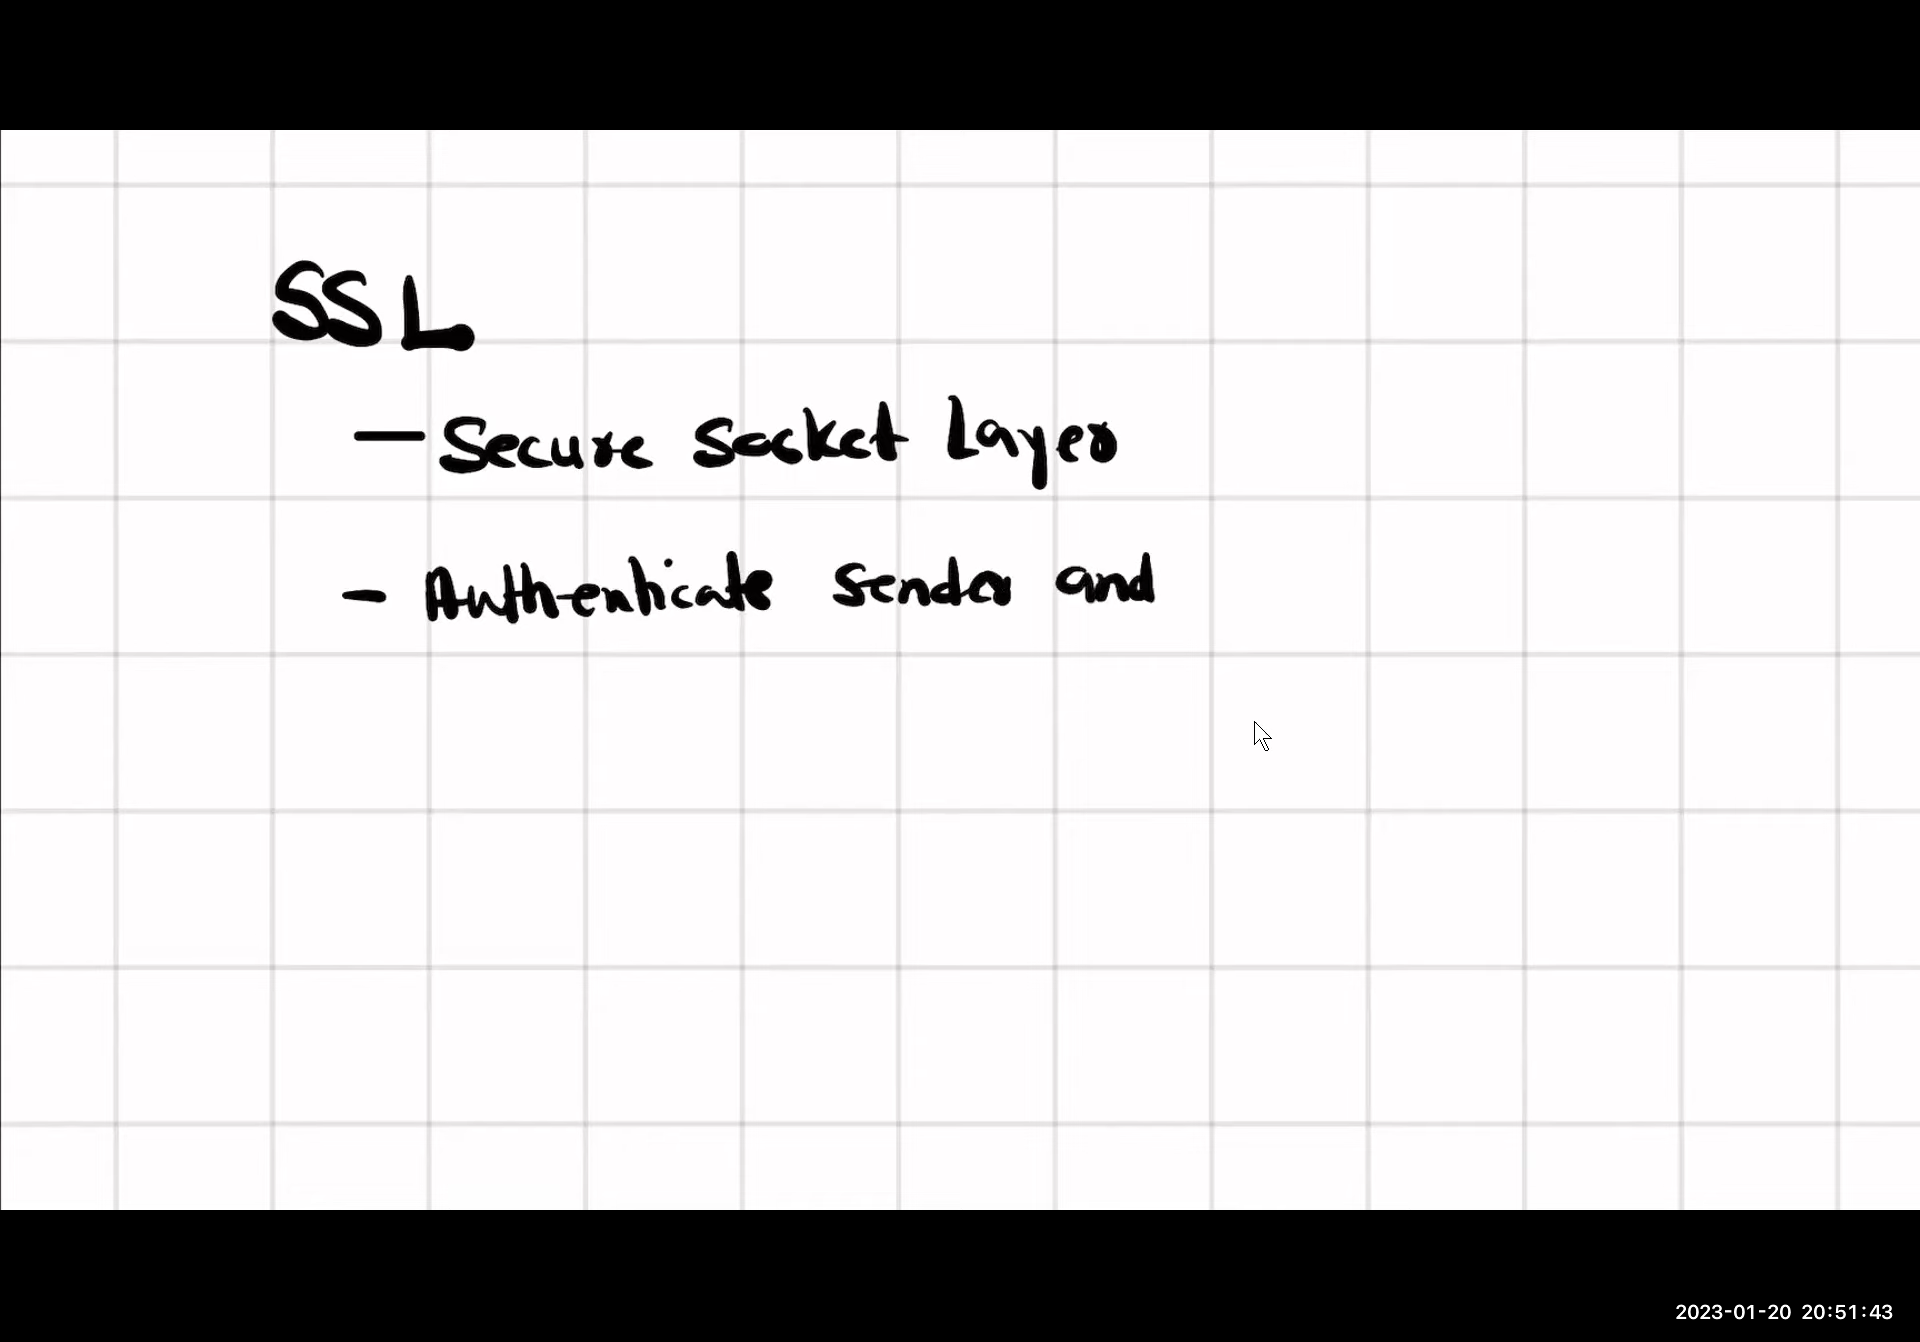 SSL
- Secure Socket Layer
- Authenticate sender and
2023-01-20 20:51:43